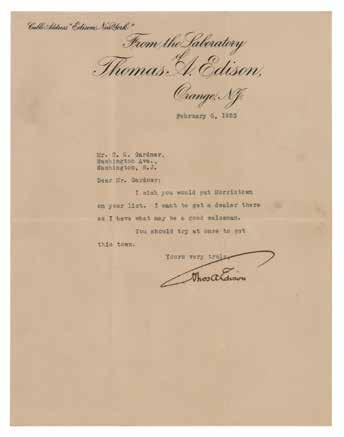 Cable Address "Edison, New York."
From the Laboratory
of
Thomas A. Edison,
Orange, N.J.
February 6,
Mr. Gardner,
Washington Ave.,
Washington, N.J.
Dear Mr. Gardner:
I wish you would put Morristown
on your list. I want to get a dealer there
as I have what may be a good salesman.
You should try at once to get
this town.
Yours very truly,
Thos A Edison